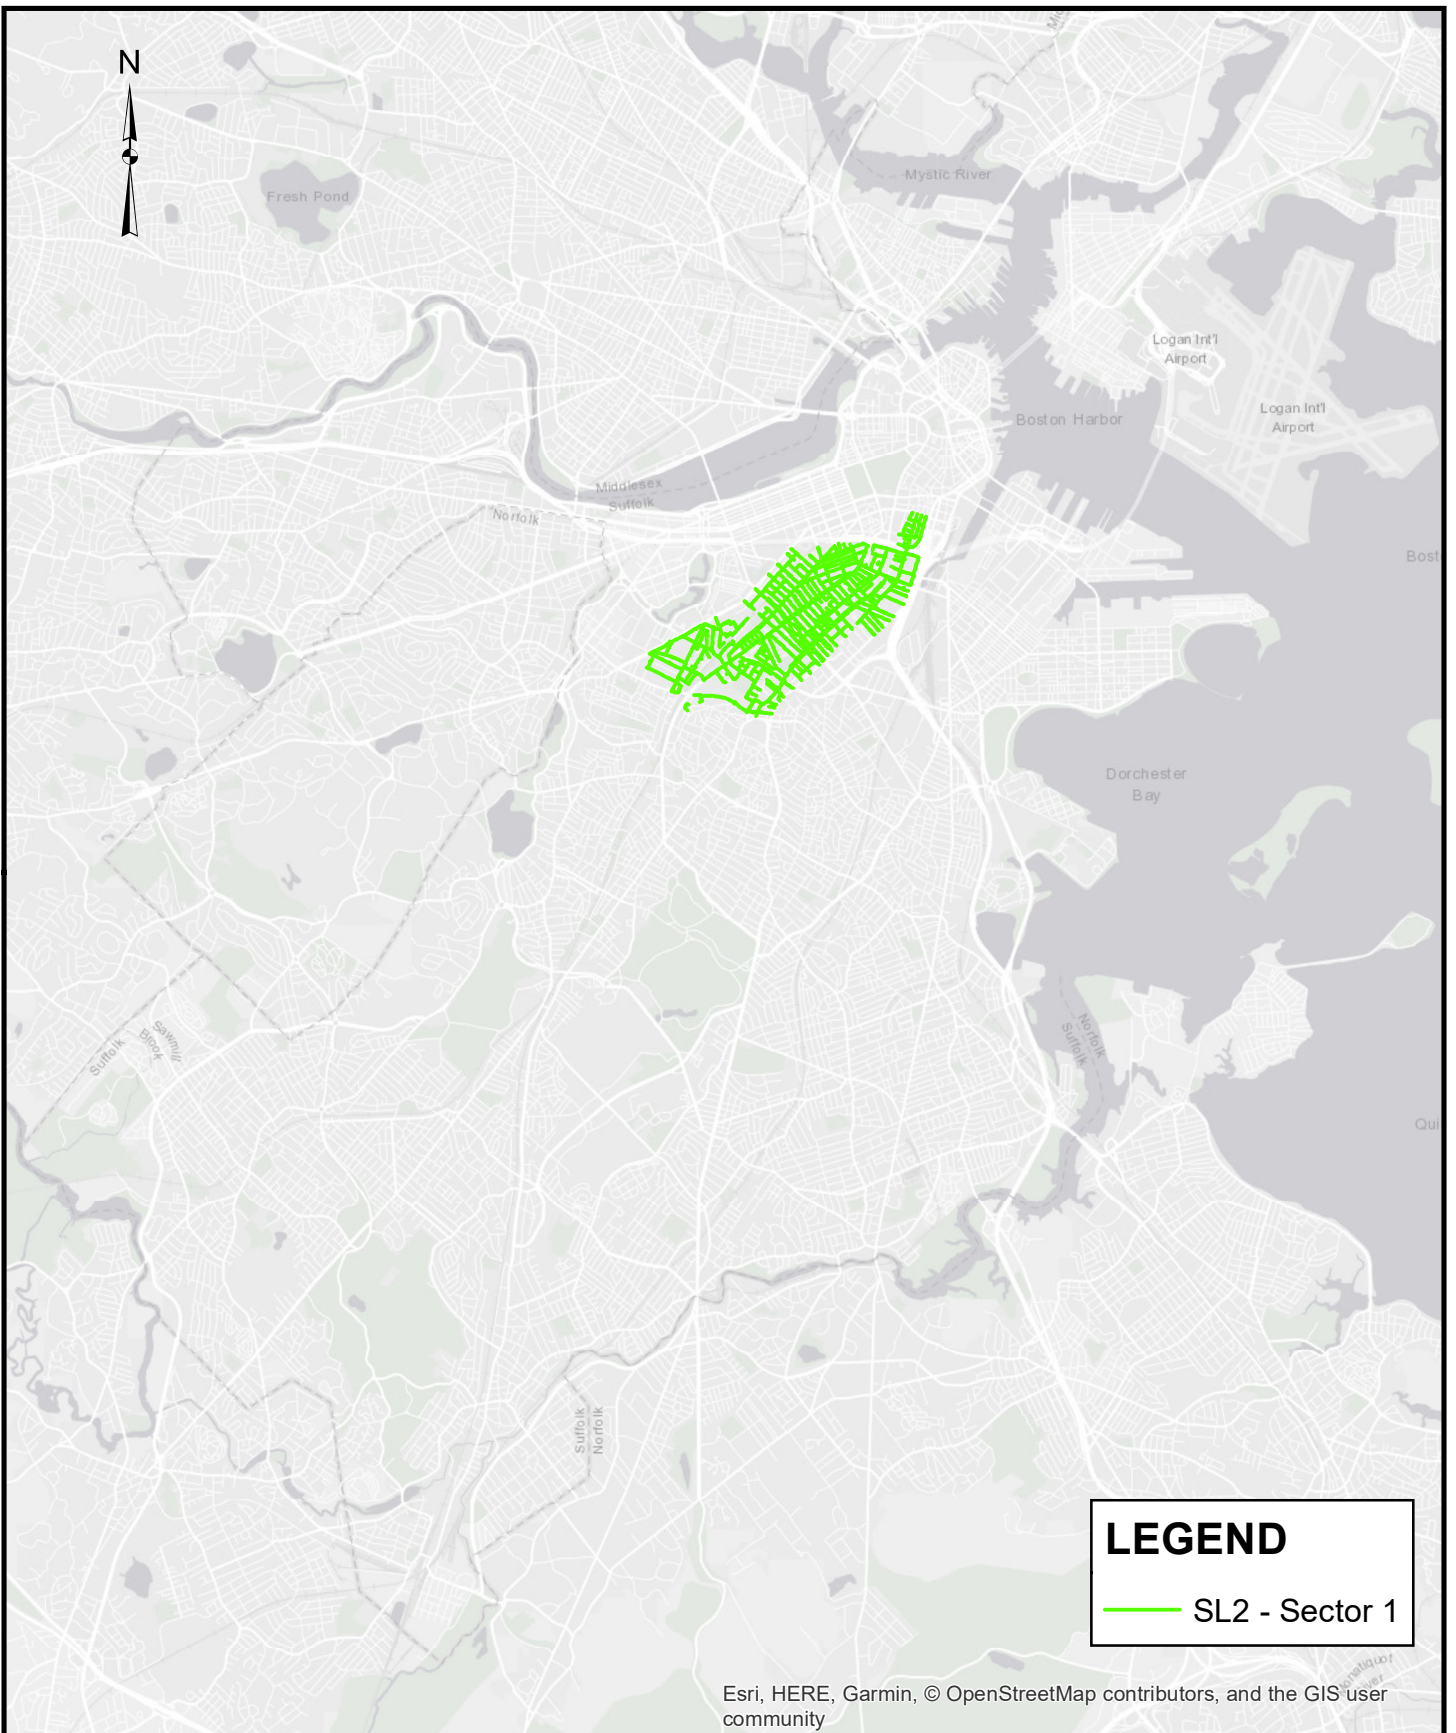 N
Fresh Pond
Mystic River
Logan Int'l
Airport
Logan Int'l
Airport
Boston Harbor
Middlesex
Suffolk
Norfolk
Bost
Dorchester
Bay
Norfolk
Suffolk
Sawmill
Brook
Suffolk
Qui
Suffolk
Norfolk
LEGEND
SL2 - Sector 1
Esri, HERE, Garmin, © OpenStreetMap contributors, and the GIS user
community